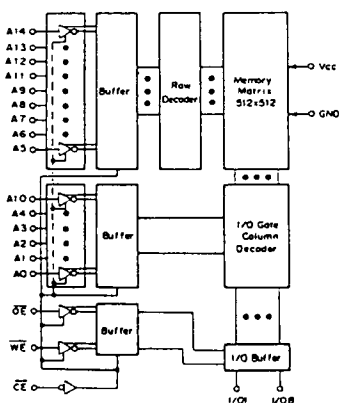 A14
A13
A12
A11
A9
A8
A7
A6
A5
Buffer
Row
Decoder
Memory
Matrix
512x512
Vcc
GND
A10
A4
A3
A2
A1
A0
Buffer
I/O Gate
Column
Decoder
OE
WE
CE
Buffer
I/O Buffer
I/O1
I/O8